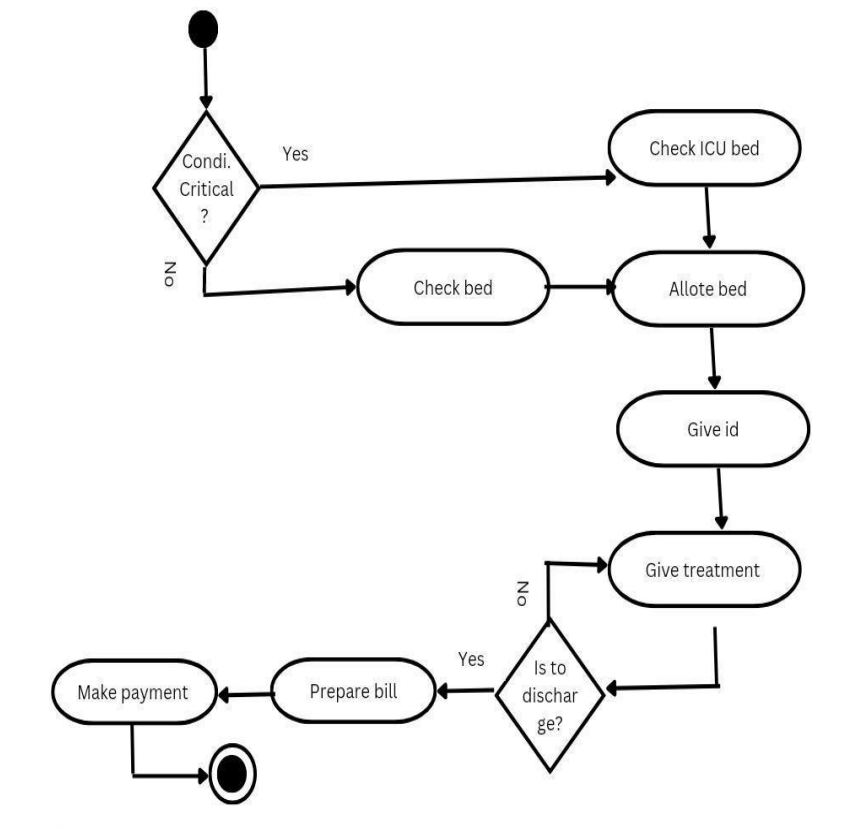 Condi.
Critical
?
Yes
Check ICU bed
No
Check bed
Allote bed
Give id
Give treatment
No
Is to
dischar
ge?
Yes
Prepare bill
Make payment